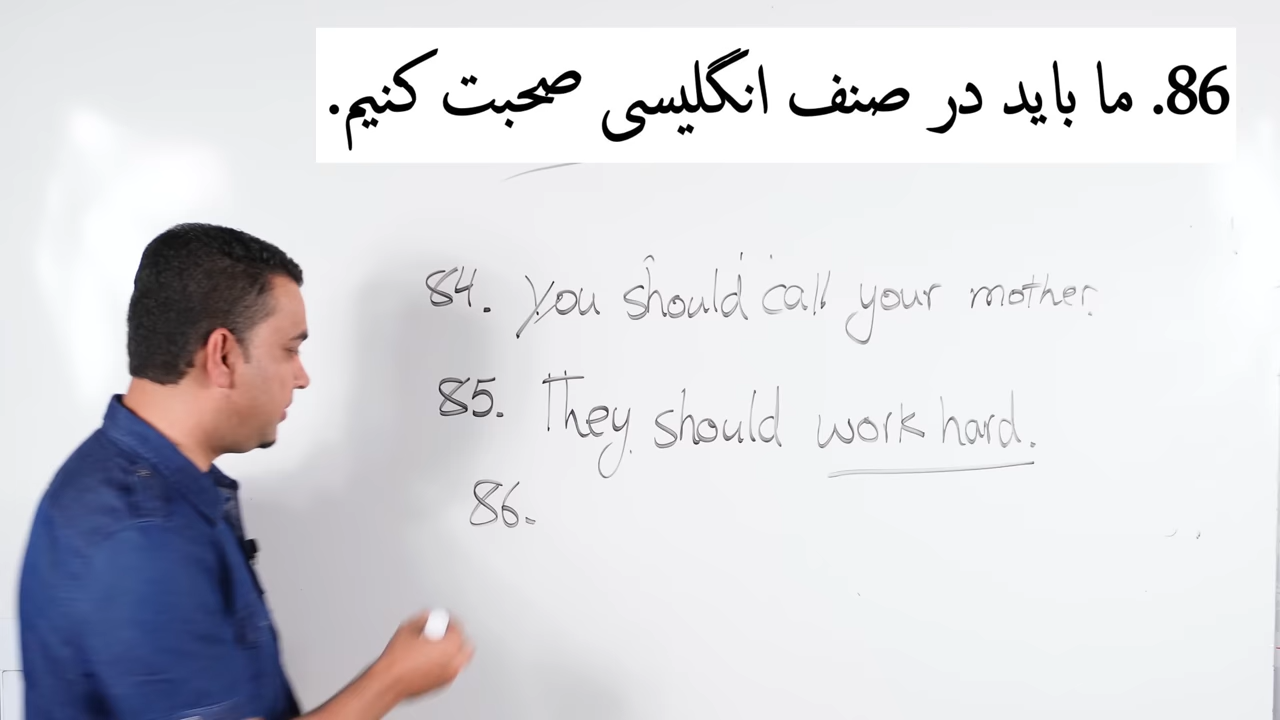 86. ما باید در صنف انگلیسی صحبت کنیم.
84. You should call your mother.
85. They should work hard.
86.